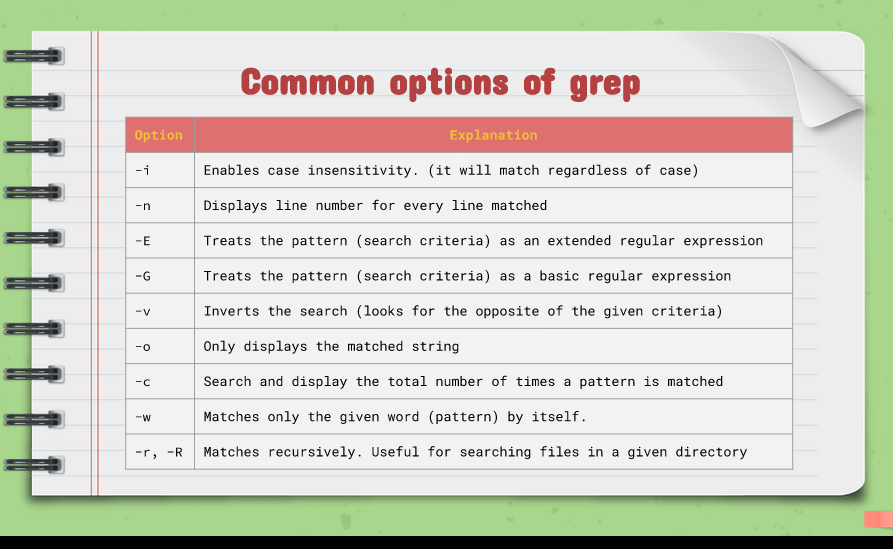 Common options of grep
Option Explanation
-i Enables case insensitivity. (it will match regardless of case)
-n Displays line number for every line matched
-E Treats the pattern (search criteria) as an extended regular expression
-G Treats the pattern (search criteria) as a basic regular expression
-v Inverts the search (looks for the opposite of the given criteria)
-o Only displays the matched string
-c Search and display the total number of times a pattern is matched
-w Matches only the given word (pattern) by itself.
-r, -R Matches recursively. Useful for searching files in a given directory